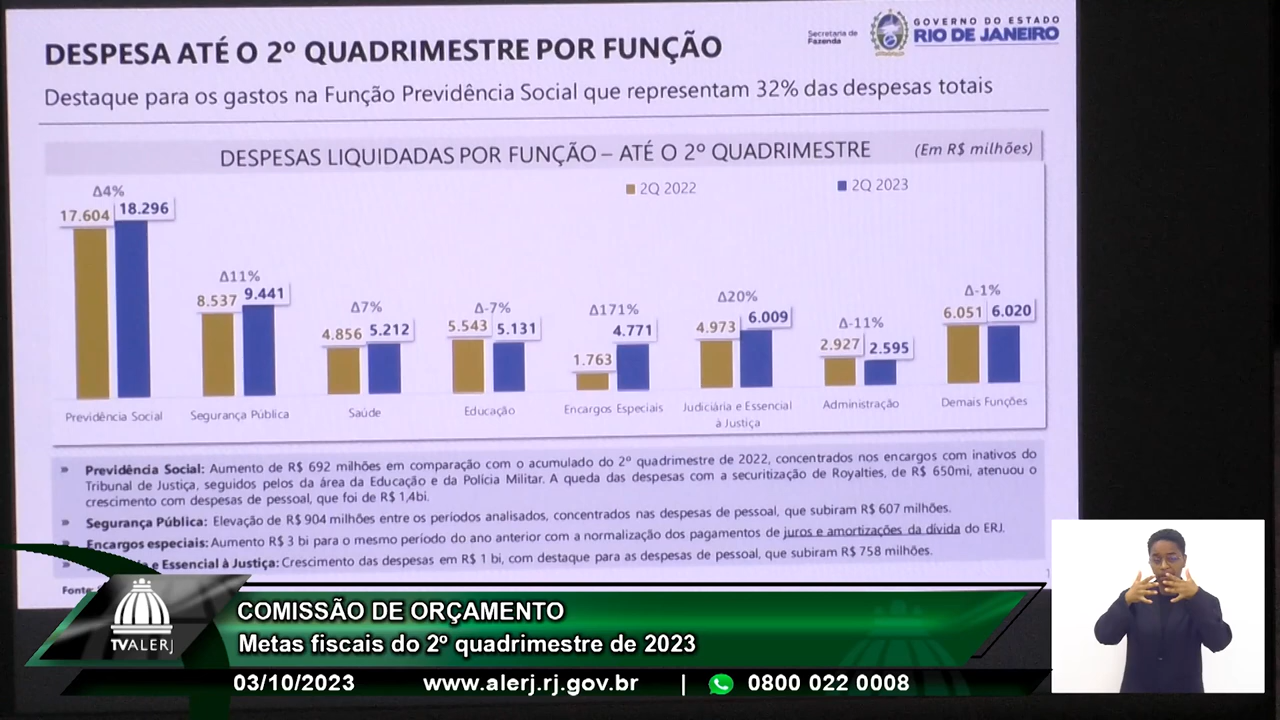 DESPESA ATÉ O 2º QUADRIMESTRE POR FUNÇÃO
Secretaria de
Fazenda
GOVERNO DO ESTADO
RIO DE JANEIRO
Destaque para os gastos na Função Previdência Social que representam 32% das despesas totais
DESPESAS LIQUIDADAS POR FUNÇÃO – ATÉ O 2º QUADRIMESTRE (Em R$ milhões)
2Q 2022 2Q 2023
Δ4%
17.604 18.296
Δ11%
8.537 9.441
Δ7%
4.856 5.212
Δ-7%
5.543 5.131
Δ171%
1.763 4.771
Δ20%
4.973 6.009
Δ-11%
2.927 2.595
Δ-1%
6.051 6.020
Previdência Social
Segurança Pública
Saúde
Educação
Encargos Especiais
Judiciária e Essencial
à Justiça
Administração
Demais Funções
» Previdência Social: Aumento de R$ 692 milhões em comparação com o acumulado do 2º quadrimestre de 2022, concentrados nos encargos com inativos do
Tribunal de Justiça, seguidos pelos da área da Educação e da Polícia Militar. A queda das despesas com a securitização de Royalties, de R$ 650mi, atenuou o
crescimento com despesas de pessoal, que foi de R$ 1,4bi.
» Segurança Pública: Elevação de R$ 904 milhões entre os períodos analisados, concentrados nas despesas de pessoal, que subiram R$ 607 milhões.
» Encargos especiais: Aumento R$ 3 bi para o mesmo período do ano anterior com a normalização dos pagamentos de juros e amortizações da dívida do ERJ.
» e Essencial à Justiça: Crescimento das despesas em R$ 1 bi, com destaque para as despesas de pessoal, que subiram R$ 758 milhões.
Fonte:
TVALERJ
COMISSÃO DE ORÇAMENTO
Metas fiscais do 2º quadrimestre de 2023
03/10/2023 www.alerj.rj.gov.br | 0800 022 0008